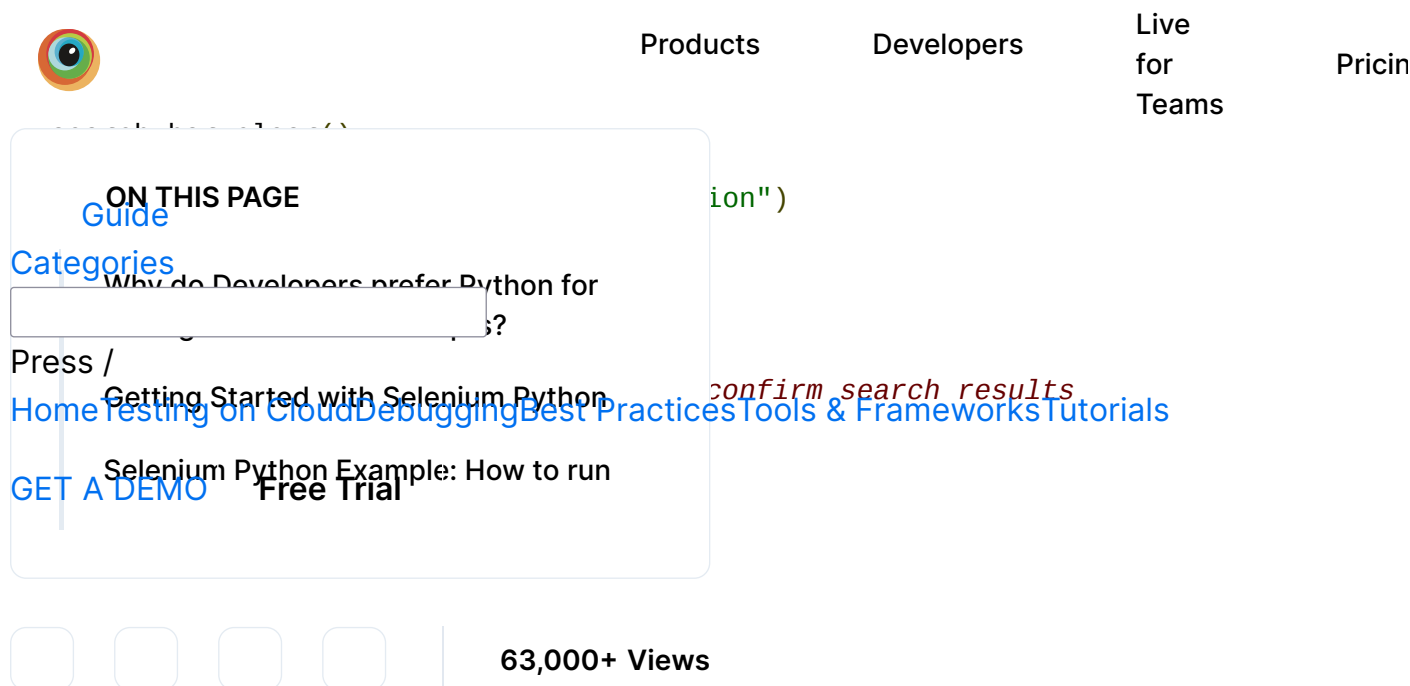 Products
Developers
Live
for
Teams
Pricin
ON THIS PAGE
ion")
Guide
Categories
Why do Developers prefer Python for
s?
Press /
Getting Started with Selenium Python
confirm search results
HomeTesting on CloudDebuggingBest PracticesTools & FrameworksTutorials
Selenium Python Example: How to run
GET A DEMO
Free Trial
63,000+ Views